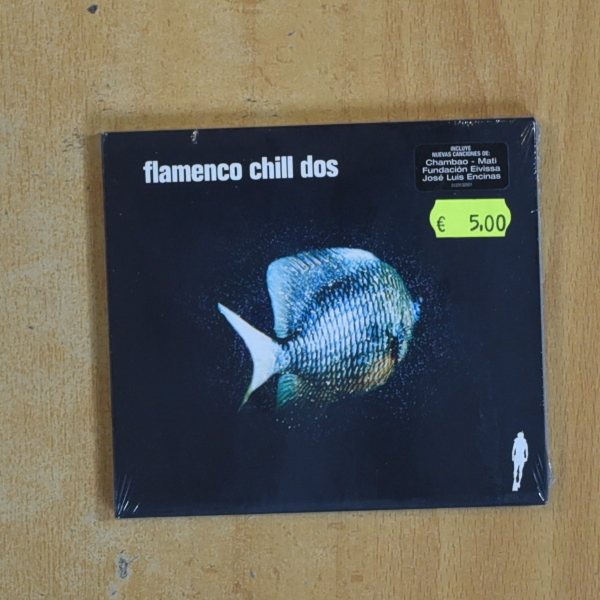 flamenco chill dos
INCLUYE
NUEVAS CANCIONES DE:
Chambao - Mati
Fundación Eivissa
José Luis Encinas
€ 5,00